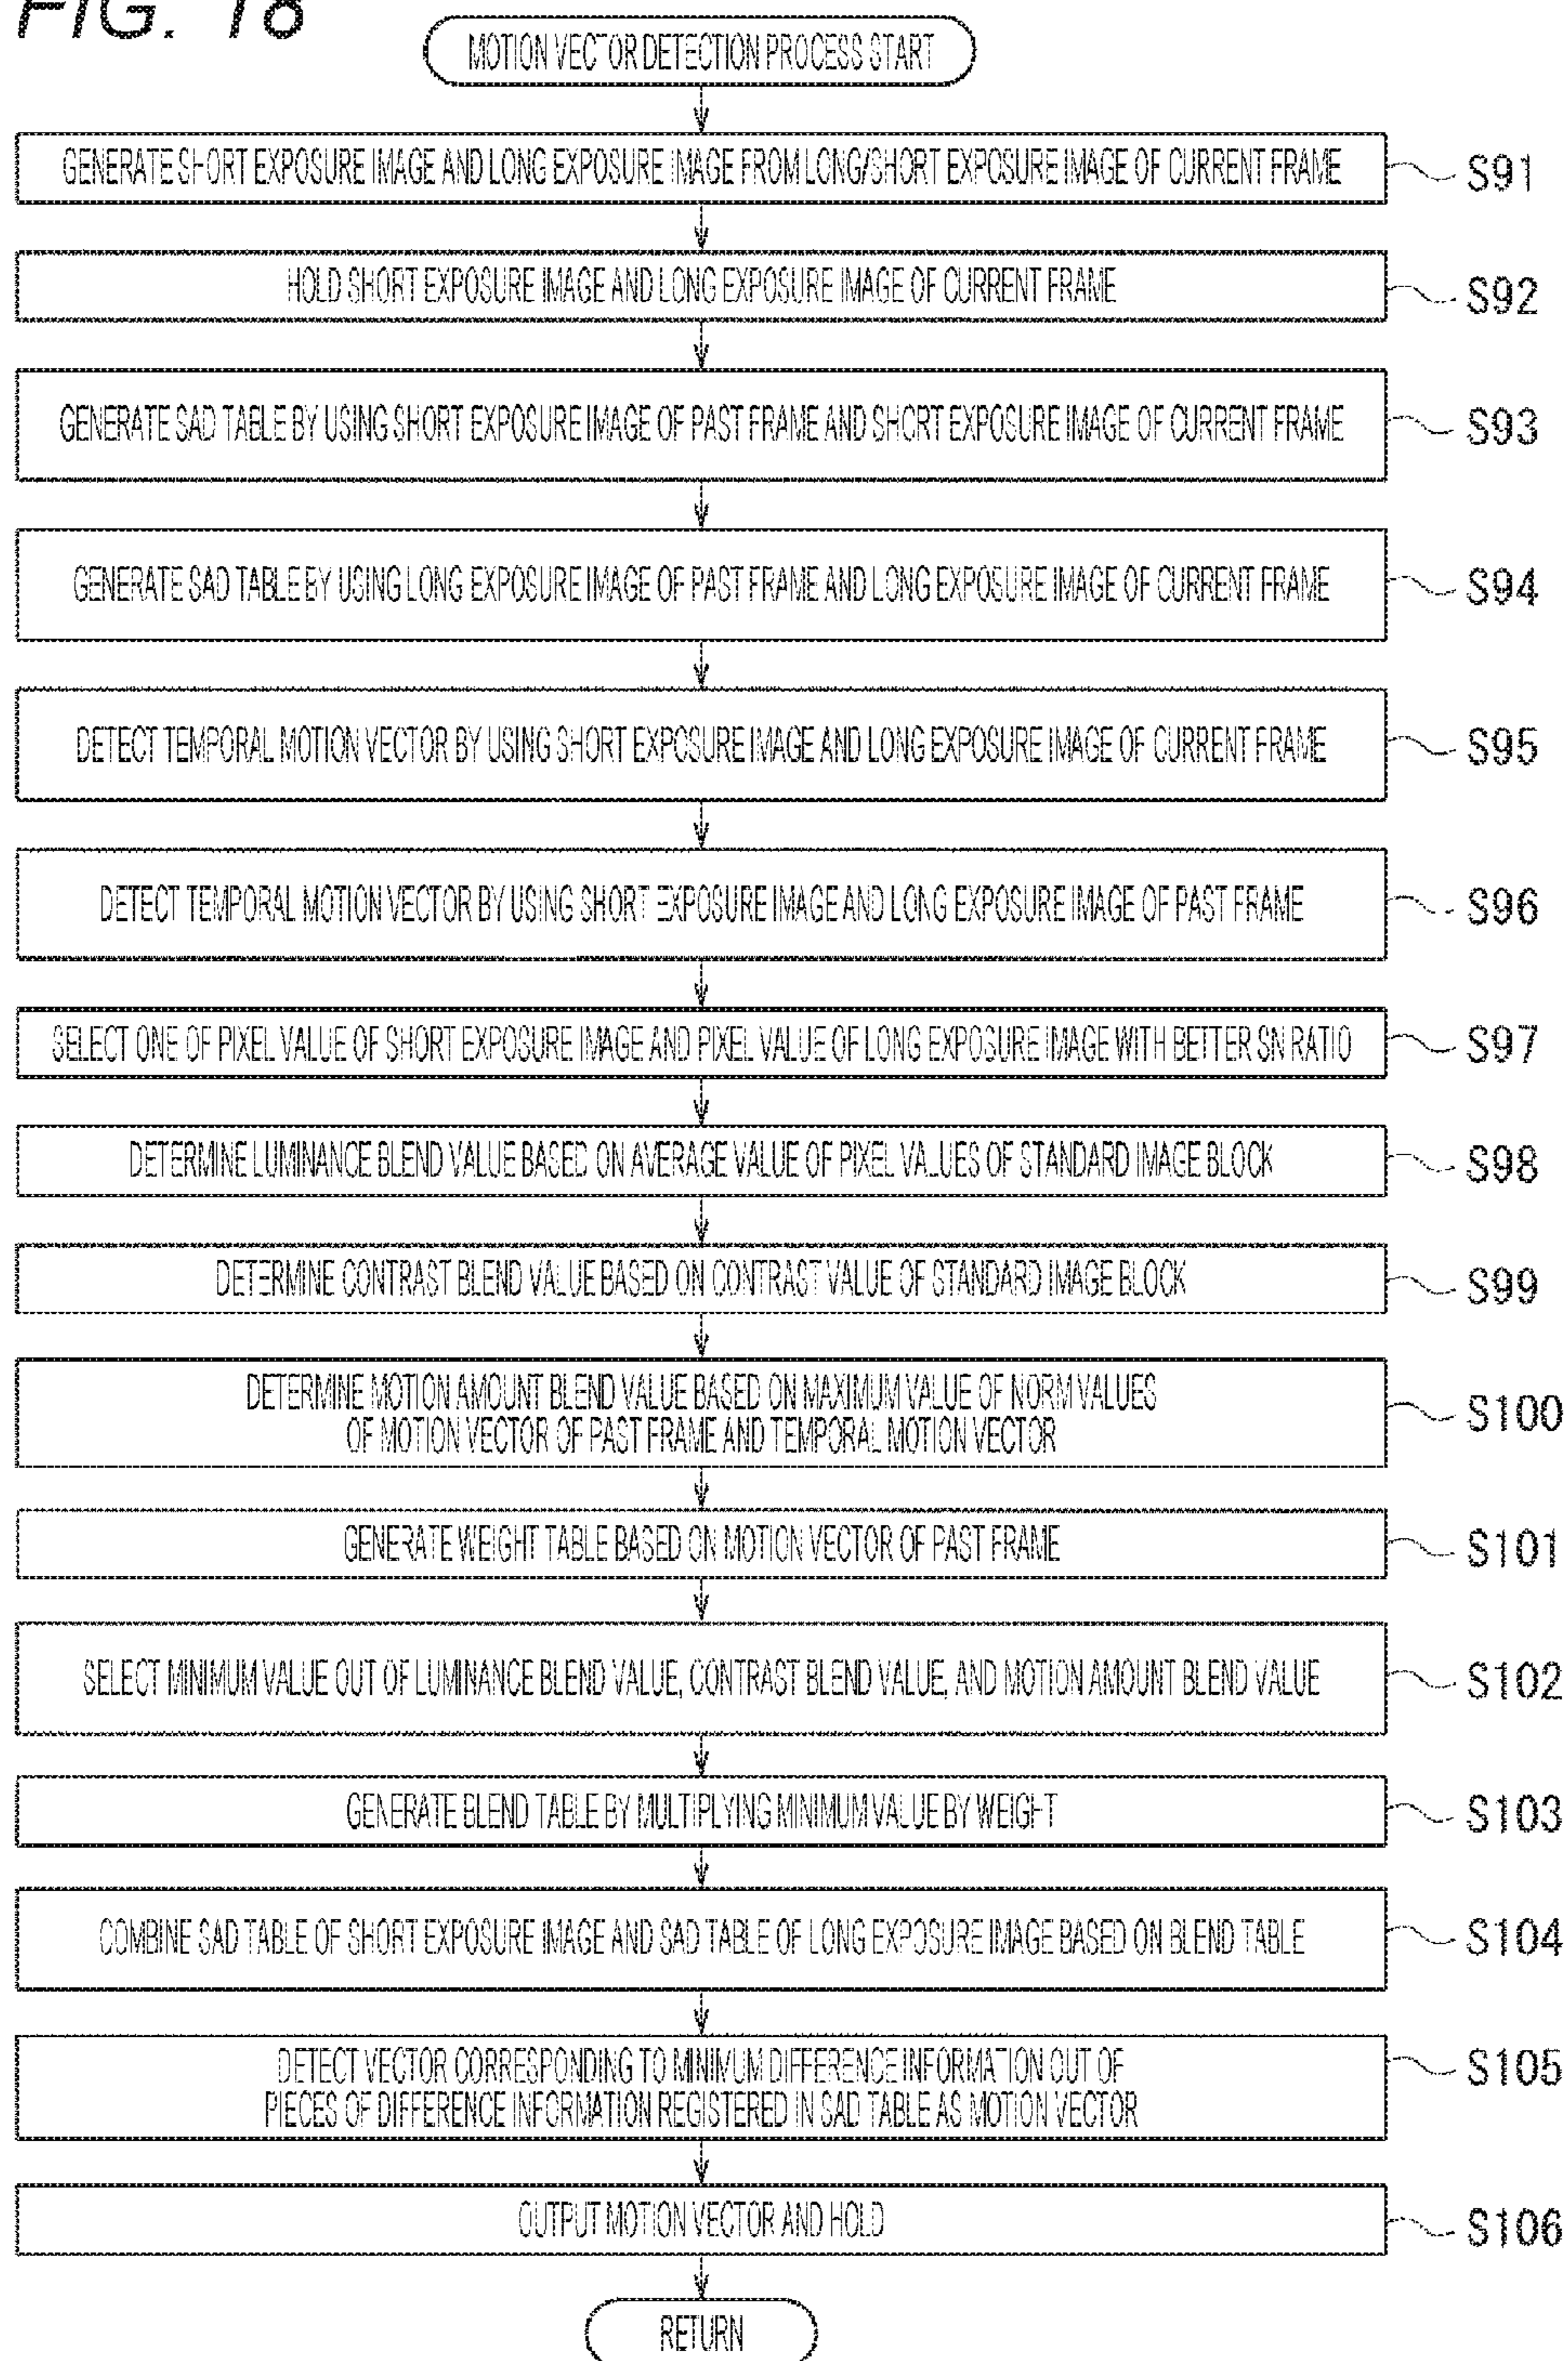 FIG. 18
MOTION VECTOR DETECTION PROCESS START
GENERATE SHORT EXPOSURE IMAGE AND LONG EXPOSURE IMAGE FROM LONG/SHORT EXPOSURE IMAGE OF CURRENT FRAME
S91
HOLD SHORT EXPOSURE IMAGE AND LONG EXPOSURE IMAGE OF CURRENT FRAME
S92
GENERATE SAD TABLE BY USING SHORT EXPOSURE IMAGE OF PAST FRAME AND SHORT EXPOSURE IMAGE OF CURRENT FRAME
S93
GENERATE SAD TABLE BY USING LONG EXPOSURE IMAGE OF PAST FRAME AND LONG EXPOSURE IMAGE OF CURRENT FRAME
S94
DETECT TEMPORAL MOTION VECTOR BY USING SHORT EXPOSURE IMAGE AND LONG EXPOSURE IMAGE OF CURRENT FRAME
S95
DETECT TEMPORAL MOTION VECTOR BY USING SHORT EXPOSURE IMAGE AND LONG EXPOSURE IMAGE OF PAST FRAME
S96
SELECT ONE OF PIXEL VALUE OF SHORT EXPOSURE IMAGE AND PIXEL VALUE OF LONG EXPOSURE IMAGE WITH BETTER SN RATIO
S97
DETERMINE LUMINANCE BLEND VALUE BASED ON AVERAGE VALUE OF PIXEL VALUES OF STANDARD IMAGE BLOCK
S98
DETERMINE CONTRAST BLEND VALUE BASED ON CONTRAST VALUE OF STANDARD IMAGE BLOCK
S99
DETERMINE MOTION AMOUNT BLEND VALUE BASED ON MAXIMUM VALUE OF NORM VALUES
OF MOTION VECTOR OF PAST FRAME AND TEMPORAL MOTION VECTOR
S100
GENERATE WEIGHT TABLE BASED ON MOTION VECTOR OF PAST FRAME
S101
SELECT MINIMUM VALUE OUT OF LUMINANCE BLEND VALUE, CONTRAST BLEND VALUE, AND MOTION AMOUNT BLEND VALUE
S102
GENERATE BLEND TABLE BY MULTIPLYING MINIMUM VALUE BY WEIGHT
S103
COMBINE SAD TABLE OF SHORT EXPOSURE IMAGE AND SAD TABLE OF LONG EXPOSURE IMAGE BASED ON BLEND TABLE
S104
DETECT VECTOR CORRESPONDING TO MINIMUM DIFFERENCE INFORMATION OUT OF
PIECES OF DIFFERENCE INFORMATION REGISTERED IN SAD TABLE AS MOTION VECTOR
S105
OUTPUT MOTION VECTOR AND HOLD
S106
RETURN